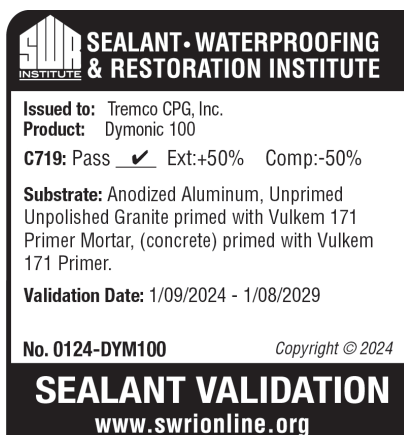 SWR
INSTITUTE
SEALANT • WATERPROOFING
& RESTORATION INSTITUTE
Issued to: Tremco CPG, Inc.
Product: Dymonic 100
C719: Pass ✔ Ext:+50% Comp:-50%
Substrate: Anodized Aluminum, Unprimed
Unpolished Granite primed with Vulkem 171
Primer Mortar, (concrete) primed with Vulkem
171 Primer.
Validation Date: 1/09/2024 - 1/08/2029
No. 0124-DYM100 Copyright © 2024
SEALANT VALIDATION
www.swrionline.org